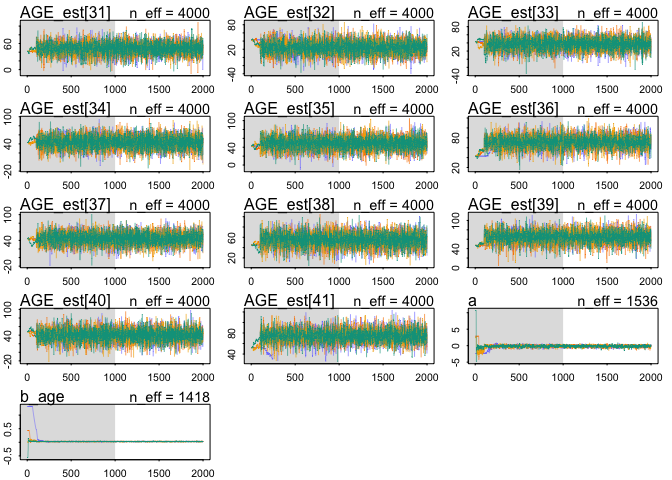 AGE_est[31] n_eff = 4000
AGE_est[32] n_eff = 4000
AGE_est[33] n_eff = 4000
0 60
-40 20 80
-40 20 80
0 500 1000 1500 2000
0 500 1000 1500 2000
0 500 1000 1500 2000
AGE_est[34] n_eff = 4000
AGE_est[35] n_eff = 4000
AGE_est[36] n_eff = 4000
-20 40 100
0 40 100
20 80
0 500 1000 1500 2000
0 500 1000 1500 2000
0 500 1000 1500 2000
AGE_est[37] n_eff = 4000
AGE_est[38] n_eff = 4000
AGE_est[39] n_eff = 4000
-20 40 100
20 60
0 40 100
0 500 1000 1500 2000
0 500 1000 1500 2000
0 500 1000 1500 2000
AGE_est[40] n_eff = 4000
AGE_est[41] n_eff = 4000
a n_eff = 1536
-20 40 100
40 80
-5 0 5
0 500 1000 1500 2000
0 500 1000 1500 2000
0 500 1000 1500 2000
b_age n_eff = 1418
-0.5 0.5
0 500 1000 1500 2000